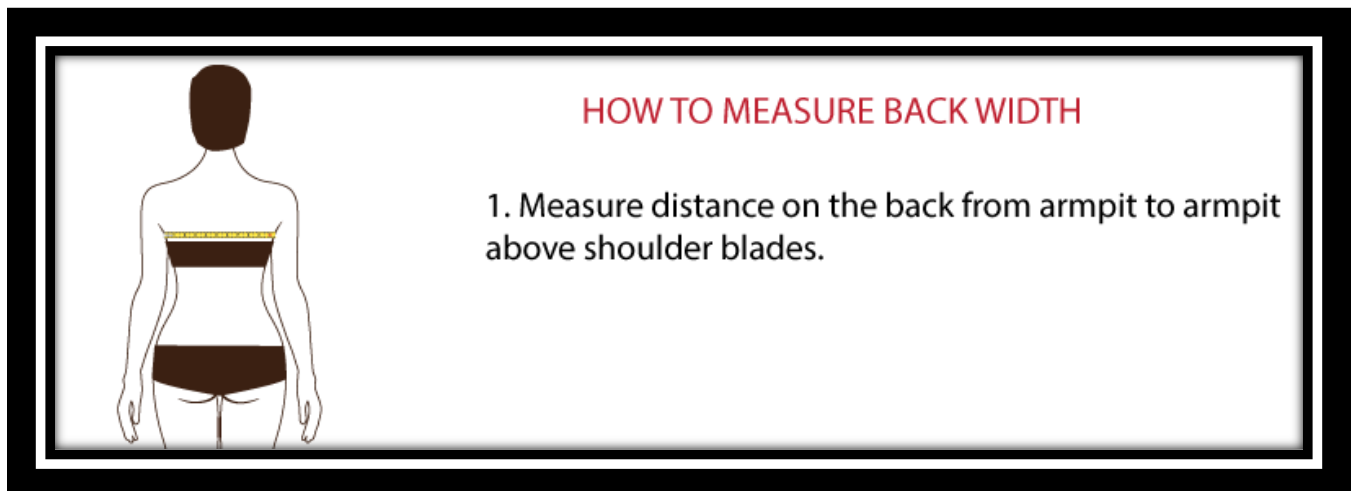 HOW TO MEASURE BACK WIDTH
1. Measure distance on the back from armpit to armpit
above shoulder blades.